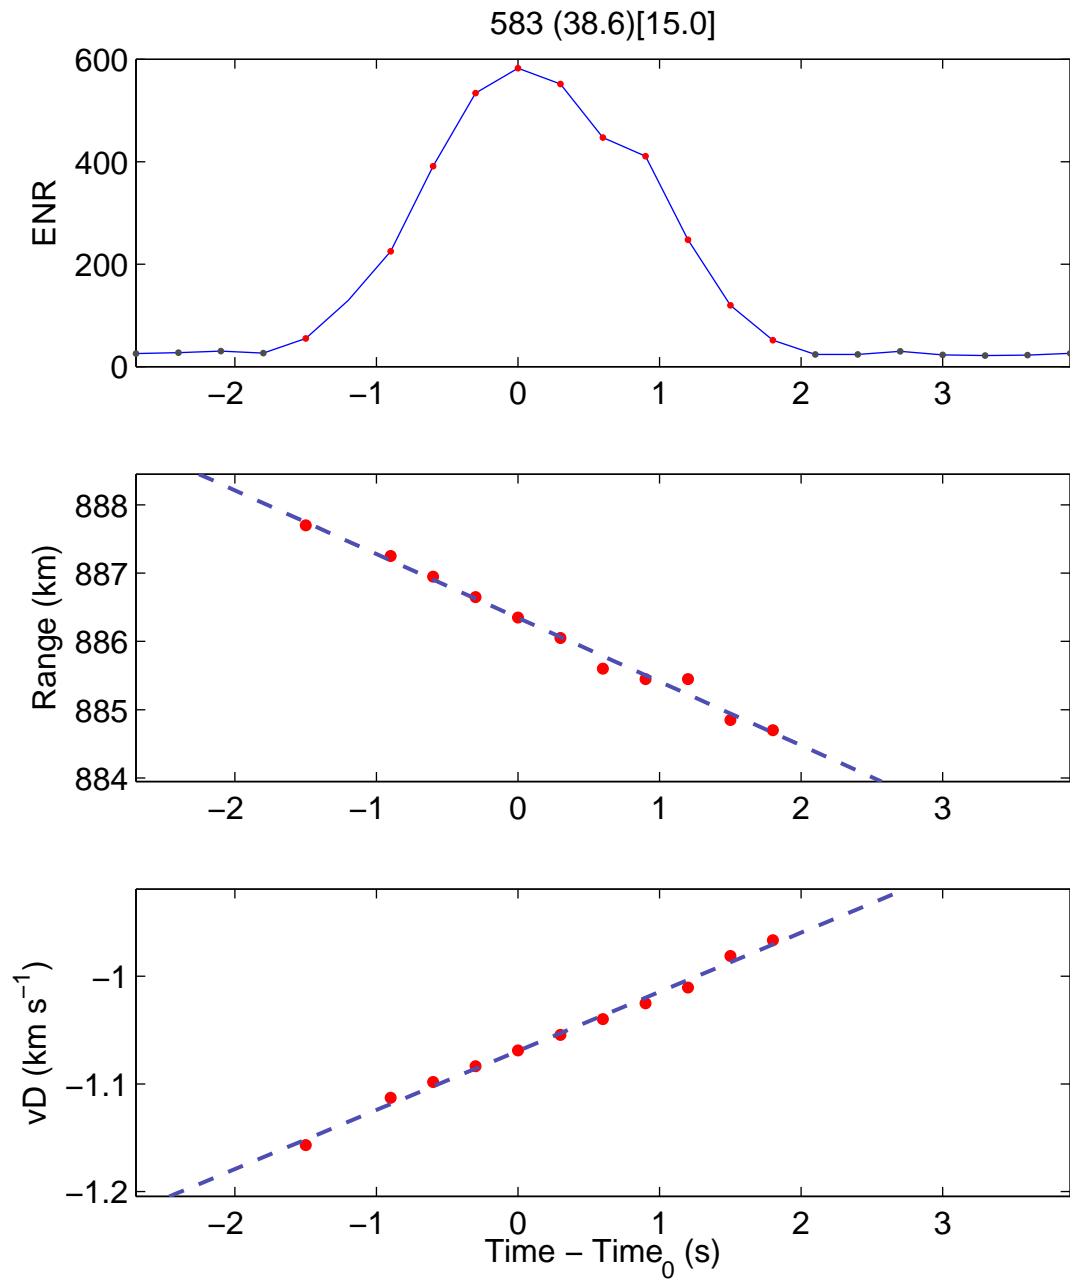 583 (38.6)[15.0]
600
400
200
0
ENR
−2 −1 0 1 2 3
888
887
886
885
884
Range (km)
−2 −1 0 1 2 3
−1
−1.1
−1.2
vD (km s⁻¹)
−2 −1 0 1 2 3
Time − Time₀ (s)